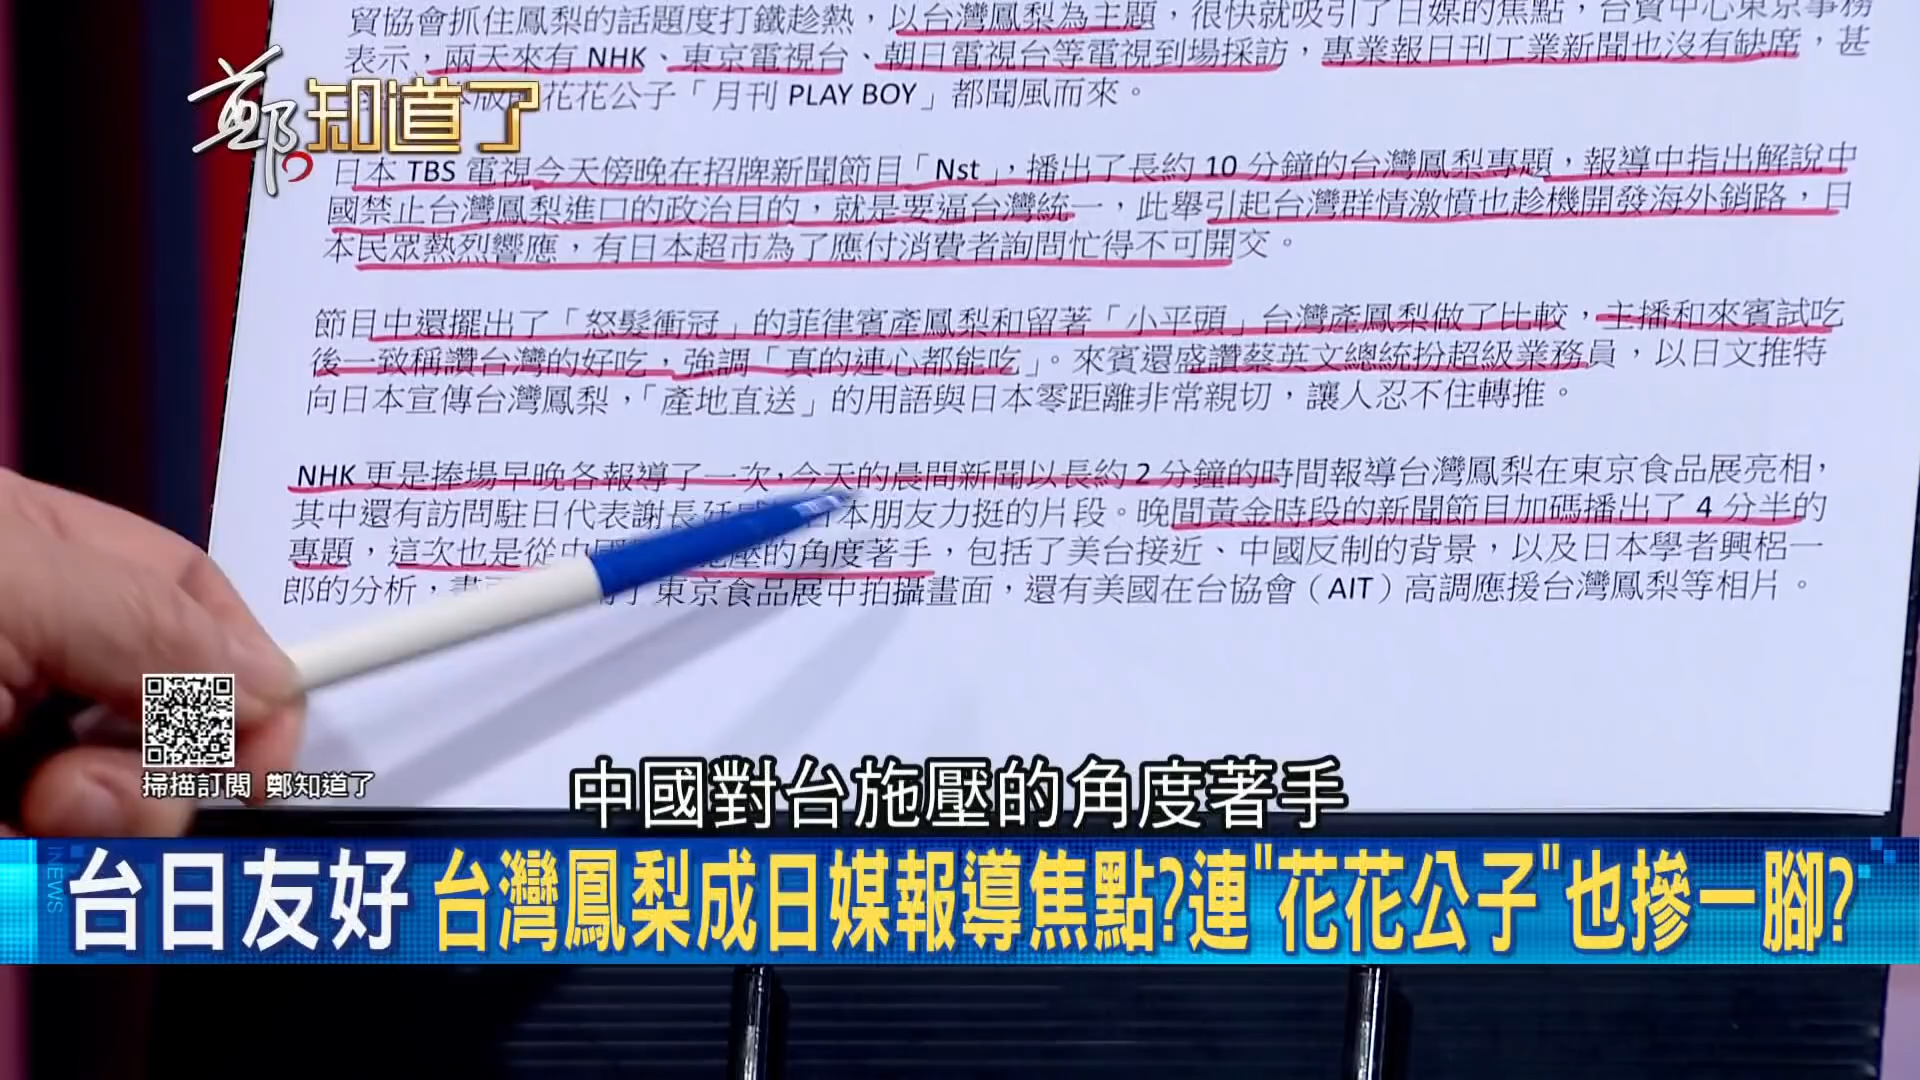 貿協會抓住鳳梨的話題度打鐵趁熱，以台灣鳳梨為主題，很快就吸引了日媒的焦點，台貿中心東京事務
表示，兩天來有 NHK、東京電視台、朝日電視台等電視到場採訪，專業報日刊工業新聞也沒有缺席，甚
本版的花花公子「月刊 PLAY BOY」都聞風而來。
鄭知道了
日本 TBS 電視今天傍晚在招牌新聞節目「Nst」，播出了長約 10 分鐘的台灣鳳梨專題，報導中指出解說中
國禁止台灣鳳梨進口的政治目的，就是要逼台灣統一，此舉引起台灣群情激憤也趁機開發海外銷路，日
本民眾熱烈響應，有日本超市為了應付消費者詢問忙得不可開交。
節目中還擺出了「怒髮衝冠」的菲律賓產鳳梨和留著「小平頭」台灣產鳳梨做了比較，主播和來賓試吃
後一致稱讚台灣的好吃，強調「真的連心都能吃」。來賓還盛讚蔡英文總統扮超級業務員，以日文推特
向日本宣傳台灣鳳梨，「產地直送」的用語與日本零距離非常親切，讓人忍不住轉推。
NHK 更是捧場早晚各報導了一次，今天的晨間新聞以長約 2 分鐘的時間報導台灣鳳梨在東京食品展亮相，
其中還有訪問駐日代表謝長廷 日本朋友力挺的片段。晚間黃金時段的新聞節目加碼播出了 4 分半的
專題，這次也是從中國 施壓的角度著手，包括了美台接近、中國反制的背景，以及日本學者興梠一
郎的分析， 了東京食品展中拍攝畫面，還有美國在台協會（AIT）高調應援台灣鳳梨等相片。
掃描訂閱 鄭知道了
中國對台施壓的角度著手
INEWS
台日友好 台灣鳳梨成日媒報導焦點?連"花花公子"也摻一腳?